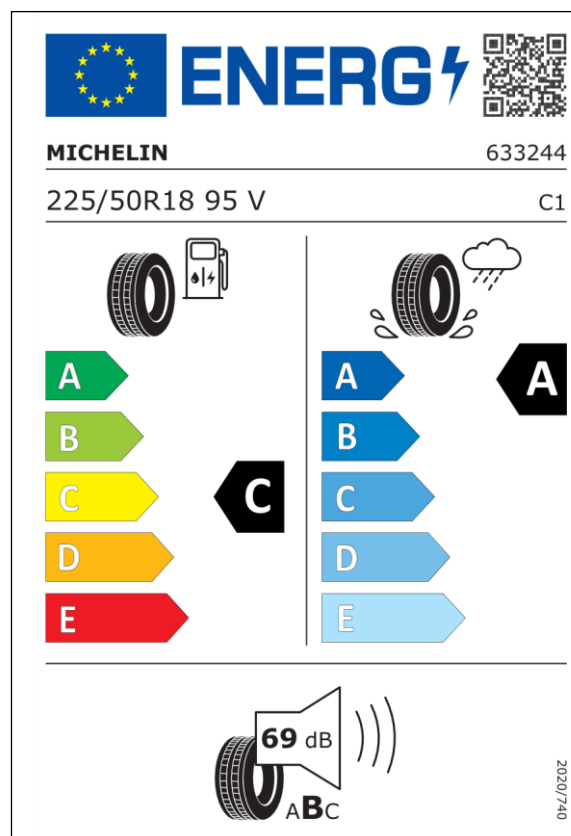 ENERG
MICHELIN 633244
225/50R18 95 V C1
A
B
C
D
E
C
A
B
C
D
E
A
69 dB
ABC
2020/740